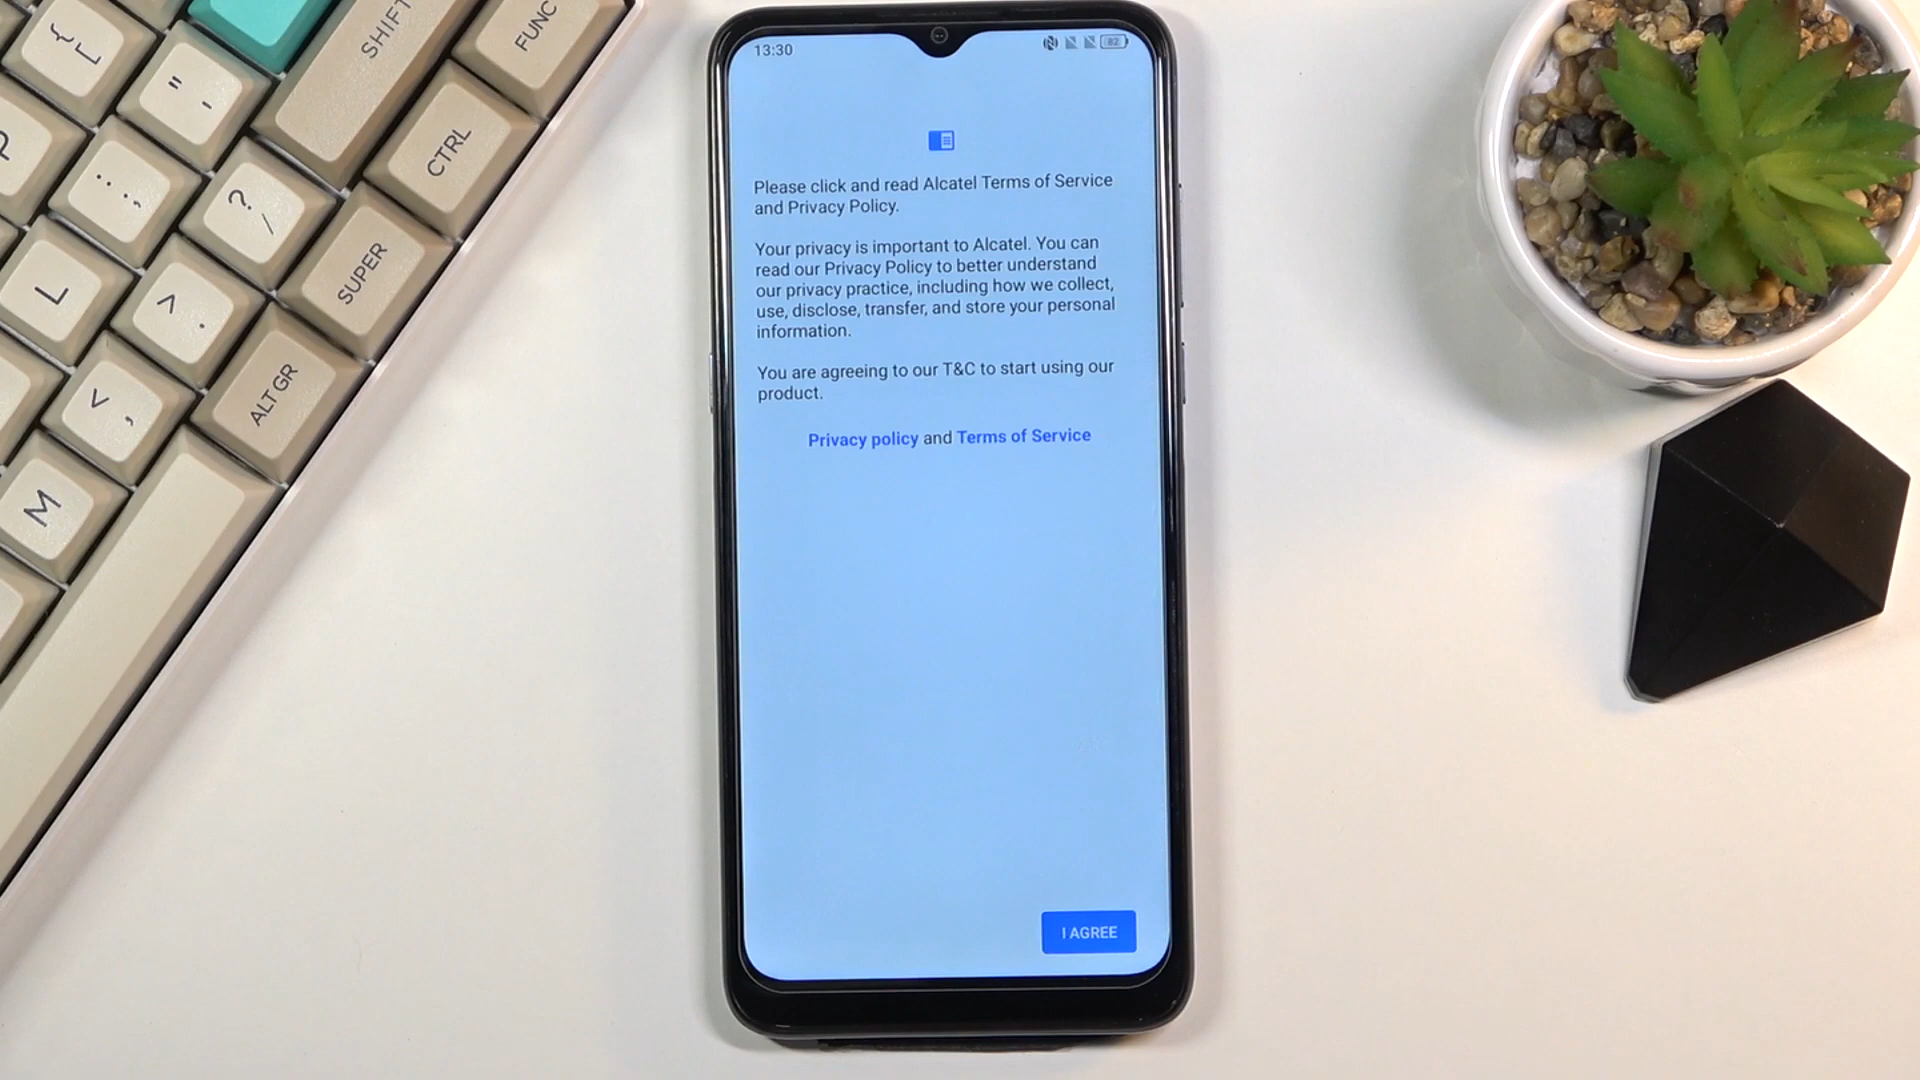 13:30
82
Please click and read Alcatel Terms of Service
and Privacy Policy.
Your privacy is important to Alcatel. You can
read our Privacy Policy to better understand
our privacy practice, including how we collect,
use, disclose, transfer, and store your personal
information.
You are agreeing to our T&C to start using our
product.
Privacy policy and Terms of Service
I AGREE
{ [
" '
SHIFT
FUNC
P
: ;
? /
CTRL
L
> .
SUPER
< ,
ALT GR
M